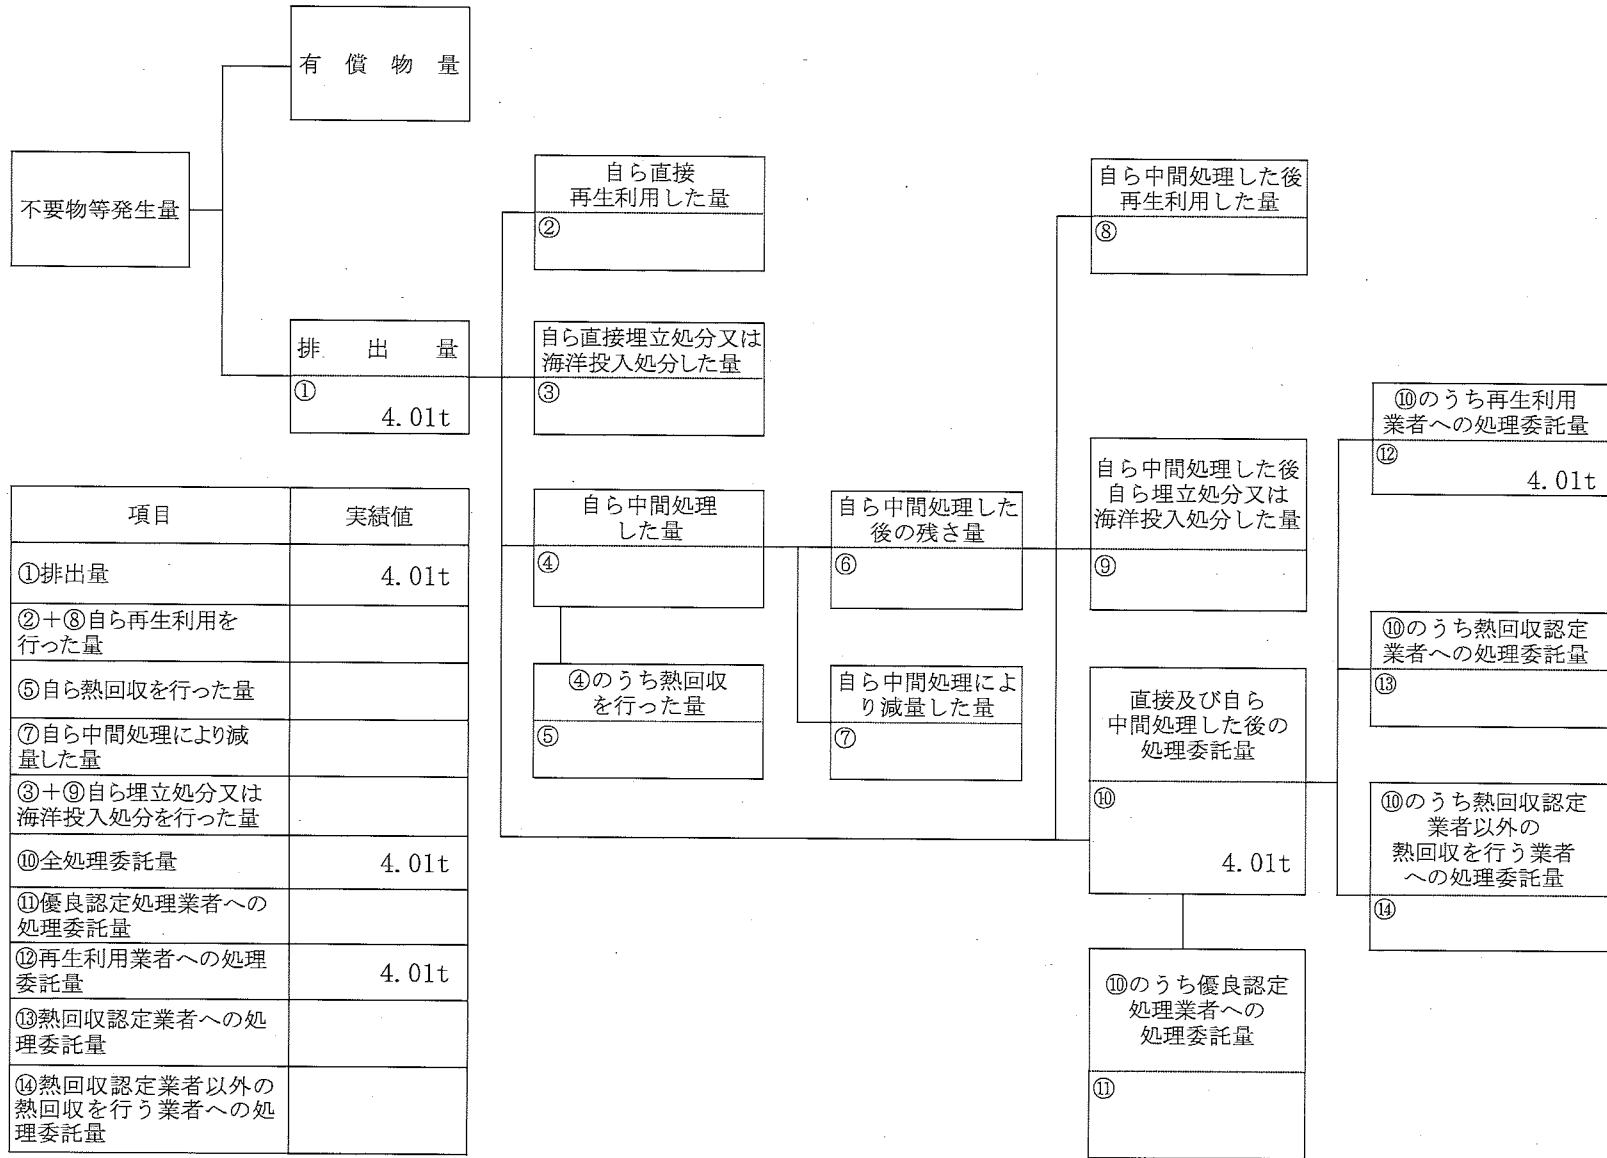 有償物量
不要物等発生量
排出量
①
4.01t
自ら直接
再生利用した量
②
自ら直接埋立処分又は
海洋投入処分した量
③
自ら中間処理
した量
④
④のうち熱回収
を行った量
⑤
自ら中間処理した
後の残さ量
⑥
自ら中間処理によ
り減量した量
⑦
自ら中間処理した後
再生利用した量
⑧
自ら中間処理した後
自ら埋立処分又は
海洋投入処分した量
⑨
直接及び自ら
中間処理した後の
処理委託量
⑩
4.01t
⑩のうち優良認定
処理業者への
処理委託量
⑪
⑩のうち再生利用
業者への処理委託量
⑫
4.01t
⑩のうち熱回収認定
業者への処理委託量
⑬
⑩のうち熱回収認定
業者以外の
熱回収を行う業者
への処理委託量
⑭
項目 実績値
①排出量 4.01t
②+⑧自ら再生利用を
行った量
⑤自ら熱回収を行った量
⑦自ら中間処理により減
量した量
③+⑨自ら埋立処分又は
海洋投入処分を行った量
⑩全処理委託量 4.01t
⑪優良認定処理業者への
処理委託量
⑫再生利用業者への処理
委託量 4.01t
⑬熱回収認定業者への処
理委託量
⑭熱回収認定業者以外の
熱回収を行う業者への処
理委託量